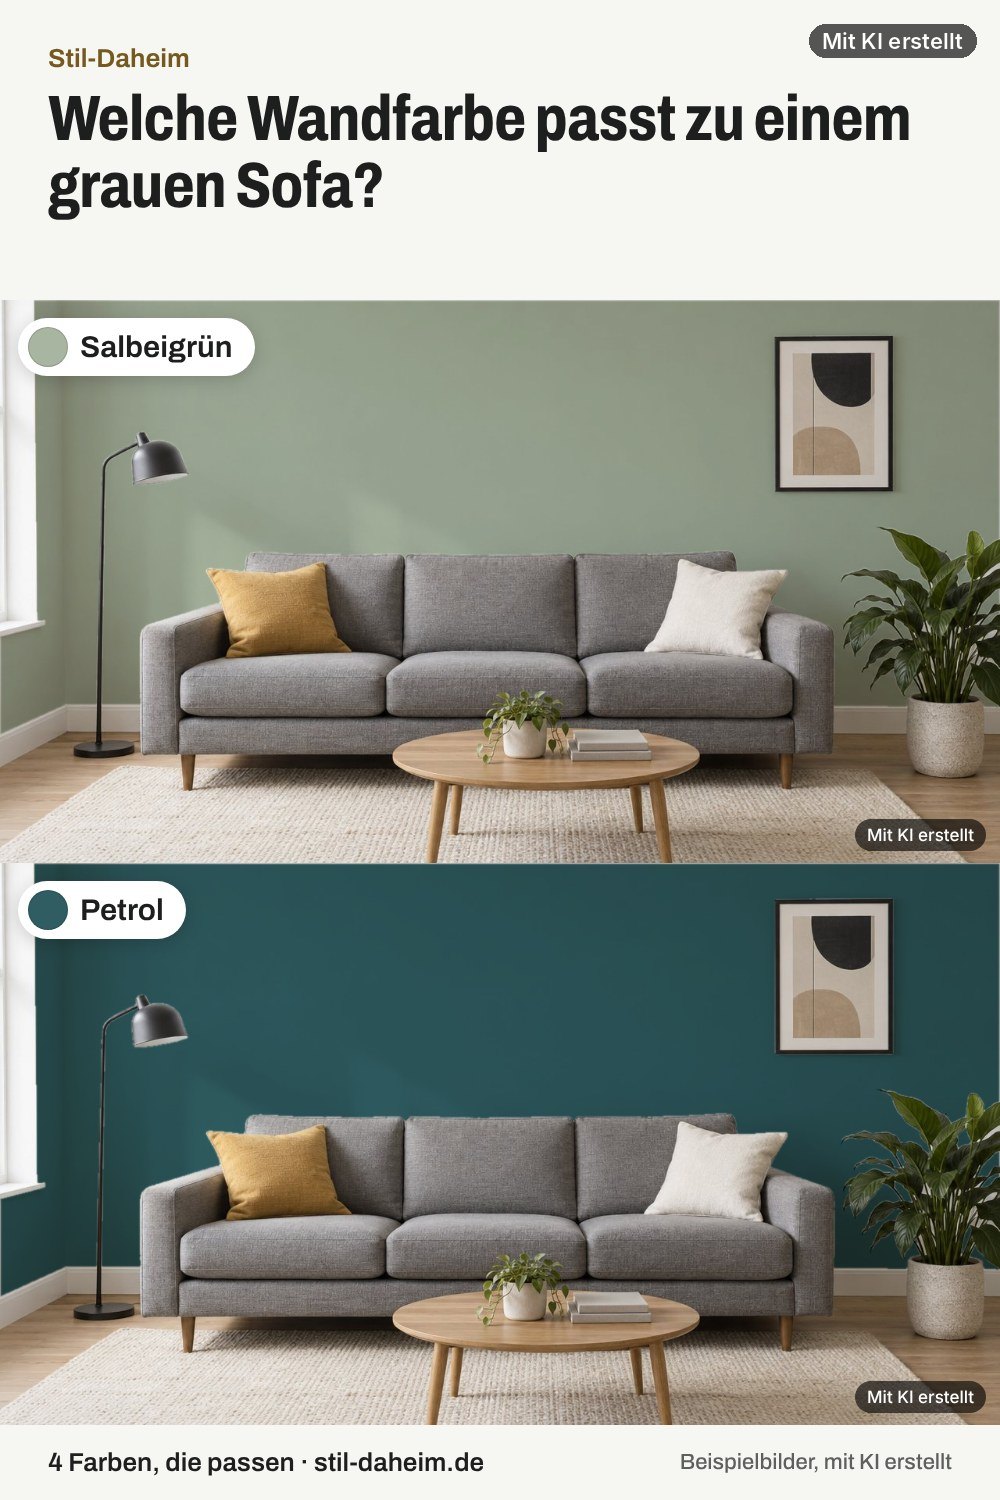 Mit KI erstellt
Stil-Daheim
Welche Wandfarbe passt zu einem
grauen Sofa?
Salbeigrün
Mit KI erstellt
Petrol
Mit KI erstellt
4 Farben, die passen · stil-daheim.de
Beispielbilder, mit KI erstellt